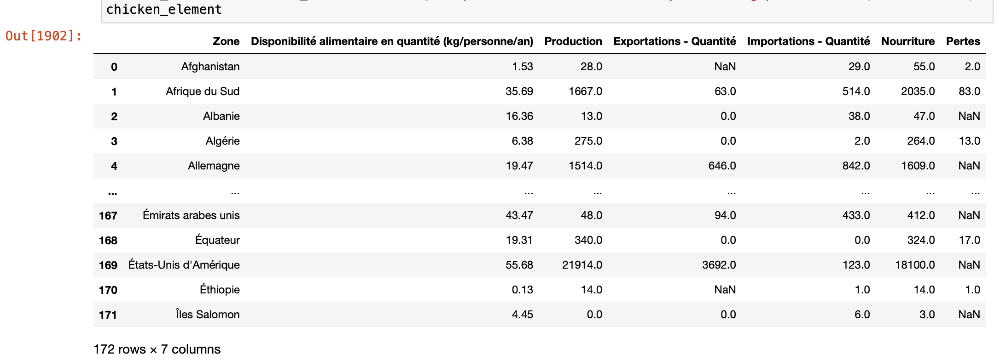 chicken_element
Out[1902]:
Zone Disponibilité alimentaire en quantité (kg/personne/an) Production Exportations - Quantité Importations - Quantité Nourriture Pertes
0 Afghanistan 1.53 28.0 NaN 29.0 55.0 2.0
1 Afrique du Sud 35.69 1667.0 63.0 514.0 2035.0 83.0
2 Albanie 16.36 13.0 0.0 38.0 47.0 NaN
3 Algérie 6.38 275.0 0.0 2.0 264.0 13.0
4 Allemagne 19.47 1514.0 646.0 842.0 1609.0 NaN
... ... ... ... ... ... ... ...
167 Émirats arabes unis 43.47 48.0 94.0 433.0 412.0 NaN
168 Équateur 19.31 340.0 0.0 0.0 324.0 17.0
169 États-Unis d'Amérique 55.68 21914.0 3692.0 123.0 18100.0 NaN
170 Éthiopie 0.13 14.0 NaN 1.0 14.0 1.0
171 Îles Salomon 4.45 0.0 0.0 6.0 3.0 NaN
172 rows × 7 columns